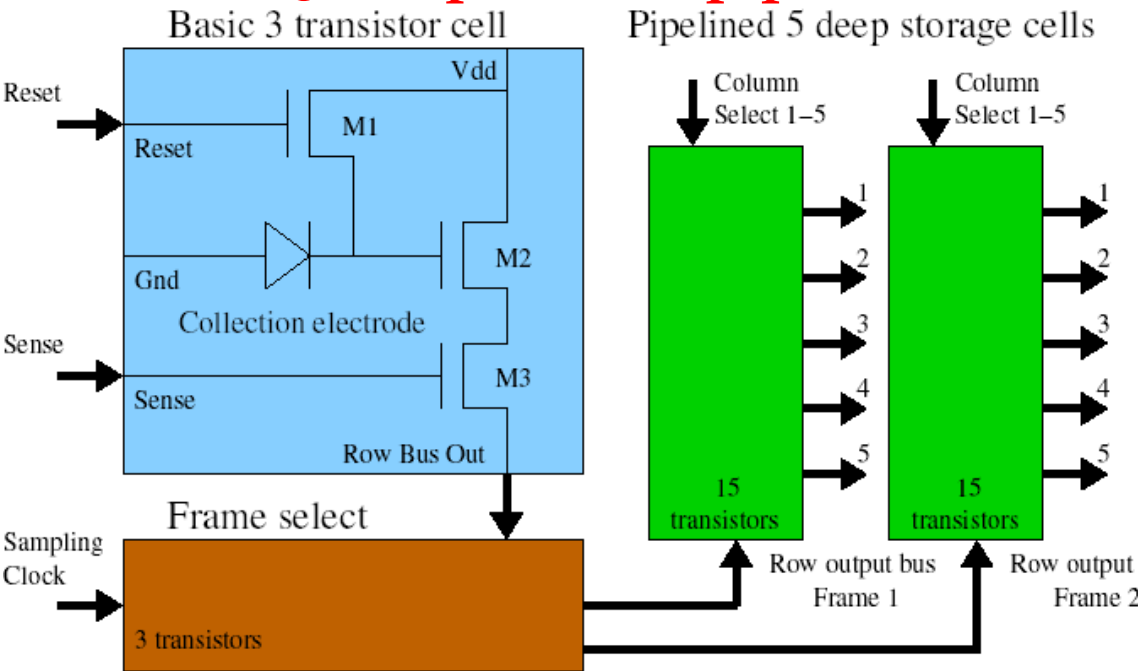 Basic 3 transistor cell
Pipelined 5 deep storage cells
Vdd
Reset
M1
Reset
Gnd
M2
Collection electrode
Sense
M3
Sense
Row Bus Out
Column
Select 1–5
Column
Select 1–5
1
2
3
4
5
15
transistors
1
2
3
4
5
15
transistors
Frame select
Sampling
Clock
3 transistors
Row output bus
Frame 1
Row output
Frame 2